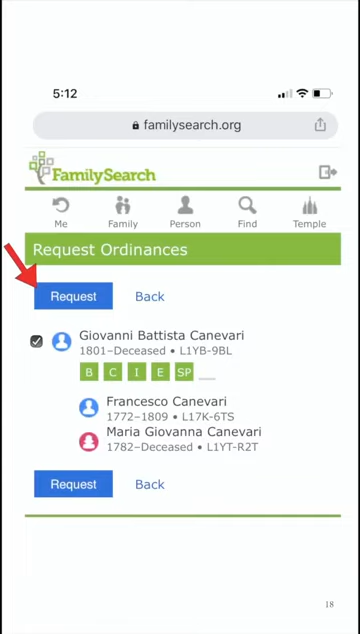 5:12
familysearch.org
FamilySearch
Me Family Person Find Temple
Request Ordinances
Request Back
Giovanni Battista Canevari
1801–Deceased • L1YB-9BL
B C I E SP
Francesco Canevari
1772–1809 • L17K-6TS
Maria Giovanna Canevari
1782–Deceased • L1YT-R2T
Request Back
18